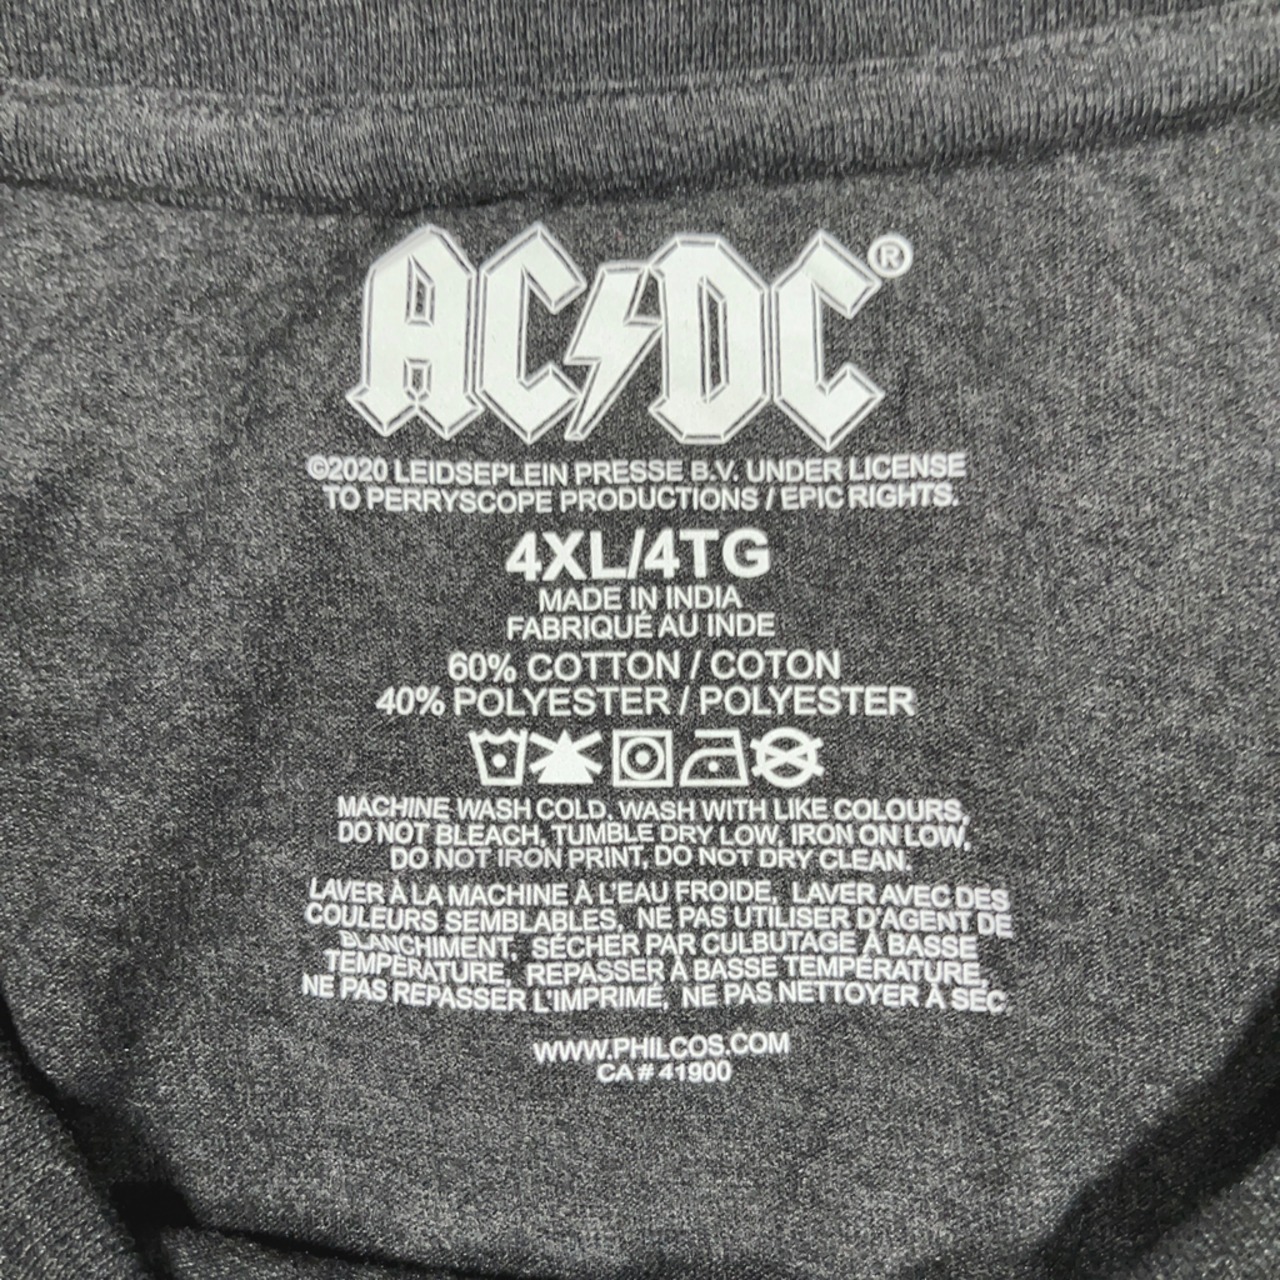 AC⚡DC®
©2020 LEIDSEPLEIN PRESSE B.V. UNDER LICENSE
TO PERRYSCOPE PRODUCTIONS / EPIC RIGHTS.
4XL/4TG
MADE IN INDIA
FABRIQUÉ AU INDE
60% COTTON / COTON
40% POLYESTER / POLYESTER
MACHINE WASH COLD, WASH WITH LIKE COLOURS,
DO NOT BLEACH, TUMBLE DRY LOW, IRON ON LOW,
DO NOT IRON PRINT, DO NOT DRY CLEAN.
LAVER À LA MACHINE À L'EAU FROIDE, LAVER AVEC DES
COULEURS SEMBLABLES, NE PAS UTILISER D'AGENT DE
BLANCHIMENT, SÉCHER PAR CULBUTAGE À BASSE
TEMPÉRATURE, REPASSER À BASSE TEMPÉRATURE,
NE PAS REPASSER L'IMPRIMÉ, NE PAS NETTOYER À SEC
WWW.PHILCOS.COM
CA # 41900